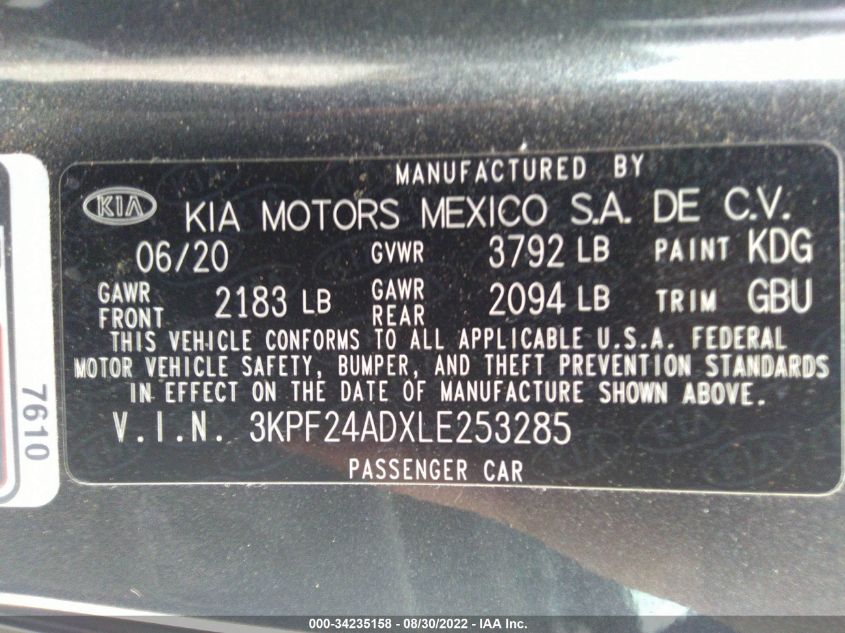 MANUFACTURED BY
KIA KIA MOTORS MEXICO S.A. DE C.V.
06/20 GVWR 3792 LB PAINT KDG
GAWR FRONT 2183 LB GAWR REAR 2094 LB TRIM GBU
THIS VEHICLE CONFORMS TO ALL APPLICABLE U.S.A. FEDERAL
MOTOR VEHICLE SAFETY, BUMPER, AND THEFT PREVENTION STANDARDS
IN EFFECT ON THE DATE OF MANUFACTURE SHOWN ABOVE.
V.I.N. 3KPF24ADXLE253285
PASSENGER CAR
7610
000-34235158 - 08/30/2022 - IAA Inc.